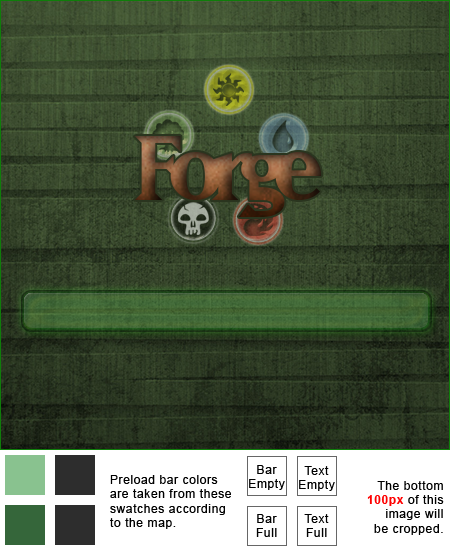 Forge
Preload bar colors
are taken from these
swatches according
to the map.
Bar
Empty
Text
Empty
Bar
Full
Text
Full
The bottom
100px of this
image will
be cropped.